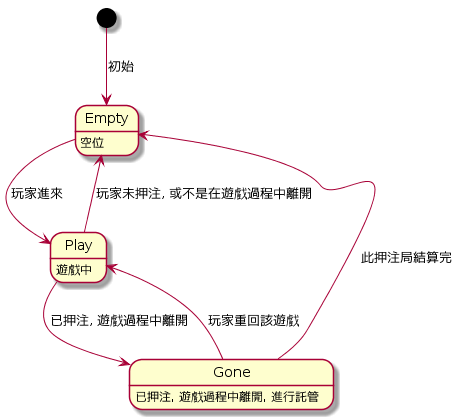 初始
Empty
空位
玩家進來
玩家未押注, 或不是在遊戲過程中離開
此押注局結算完
Play
遊戲中
已押注, 遊戲過程中離開
玩家重回該遊戲
Gone
已押注, 遊戲過程中離開, 進行託管